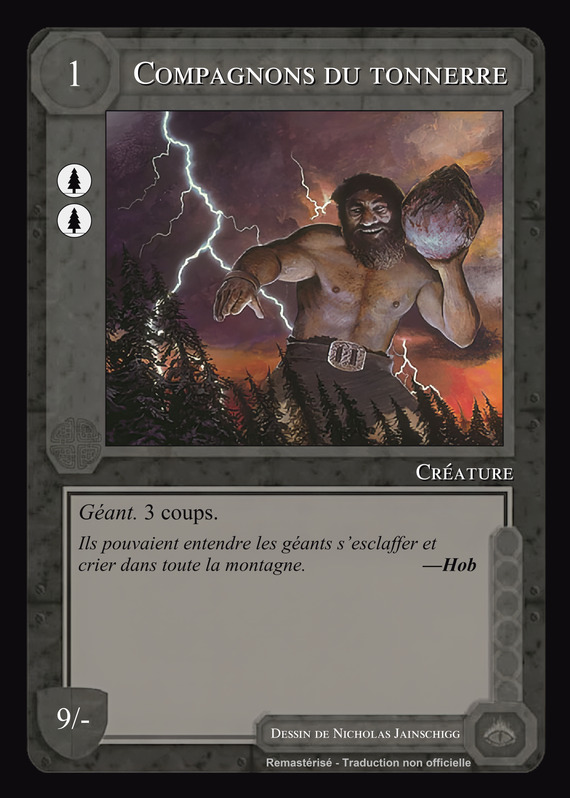 1
COMPAGNONS DU TONNERRE
CRÉATURE
Géant. 3 coups.
Ils pouvaient entendre les géants s'esclaffer et
crier dans toute la montagne. —Hob
9/-
DESSIN DE NICHOLAS JAINSCHIGG
Remastérisé - Traduction non officielle